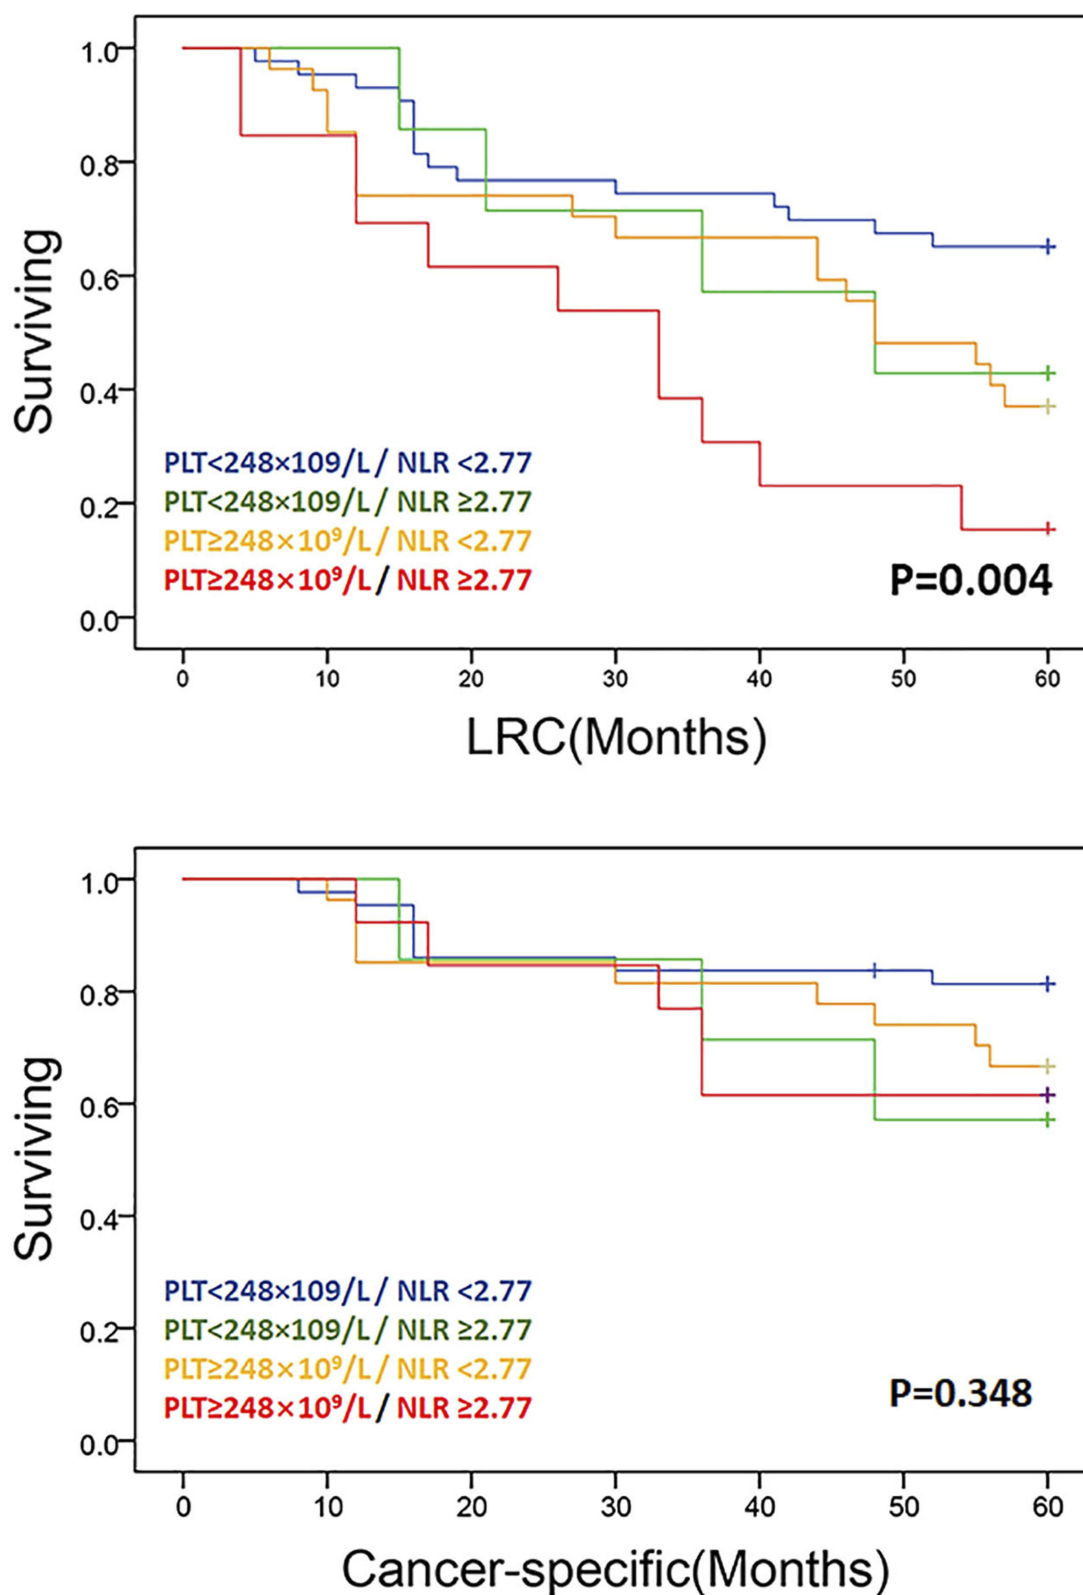 Surviving
1.0
0.8
0.6
0.4
0.2
0.0
PLT<248×109/L / NLR <2.77
PLT<248×109/L / NLR ≥2.77
PLT≥248×10⁹/L / NLR <2.77
PLT≥248×10⁹/L / NLR ≥2.77
P=0.004
0 10 20 30 40 50 60
LRC(Months)
Surviving
1.0
0.8
0.6
0.4
0.2
0.0
PLT<248×109/L / NLR <2.77
PLT<248×109/L / NLR ≥2.77
PLT≥248×10⁹/L / NLR <2.77
PLT≥248×10⁹/L / NLR ≥2.77
P=0.348
0 10 20 30 40 50 60
Cancer-specific(Months)